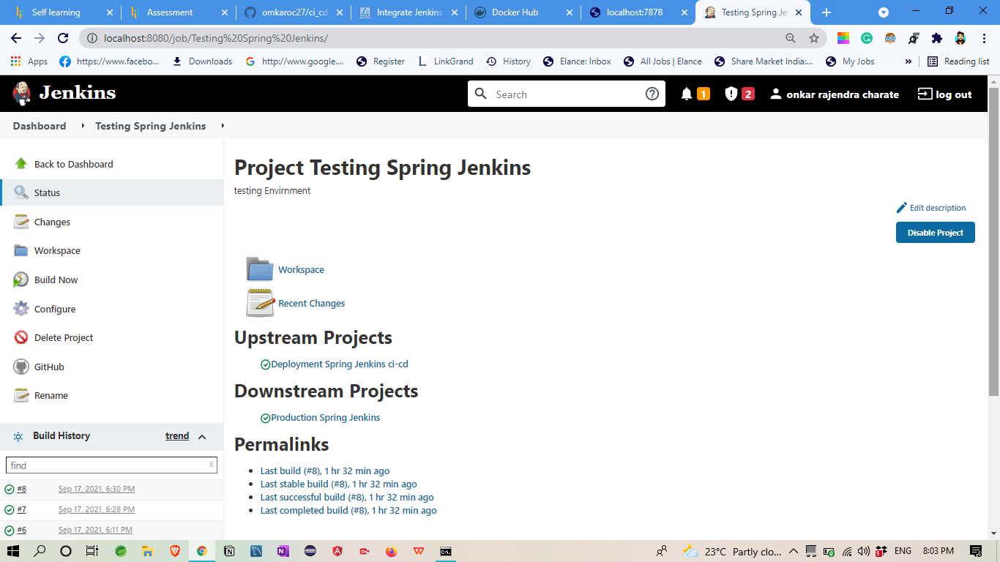 Self learning
Assessment
omkaroc27/ci_cd
Integrate Jenkins
Docker Hub
localhost:7878
Testing Spring Je
localhost:8080/job/Testing%20Spring%20Jenkins/
Apps
https://www.facebo...
Downloads
http://www.google....
Register
LinkGrand
History
Elance: Inbox
All Jobs | Elance
Share Market India:...
My Jobs
»
Reading list
Jenkins
Search
1
2
onkar rajendra charate
log out
Dashboard
Testing Spring Jenkins
Back to Dashboard
Status
Changes
Workspace
Build Now
Configure
Delete Project
GitHub
Rename
Build History
trend
find
x
#8 Sep 17, 2021, 6:30 PM
#7 Sep 17, 2021, 6:28 PM
#6 Sep 17, 2021, 6:11 PM
Project Testing Spring Jenkins
testing Envirnment
Edit description
Disable Project
Workspace
Recent Changes
Upstream Projects
Deployment Spring Jenkins ci-cd
Downstream Projects
Production Spring Jenkins
Permalinks
Last build (#8), 1 hr 32 min ago
Last stable build (#8), 1 hr 32 min ago
Last successful build (#8), 1 hr 32 min ago
Last completed build (#8), 1 hr 32 min ago
23°C Partly clo...
ENG
8:03 PM